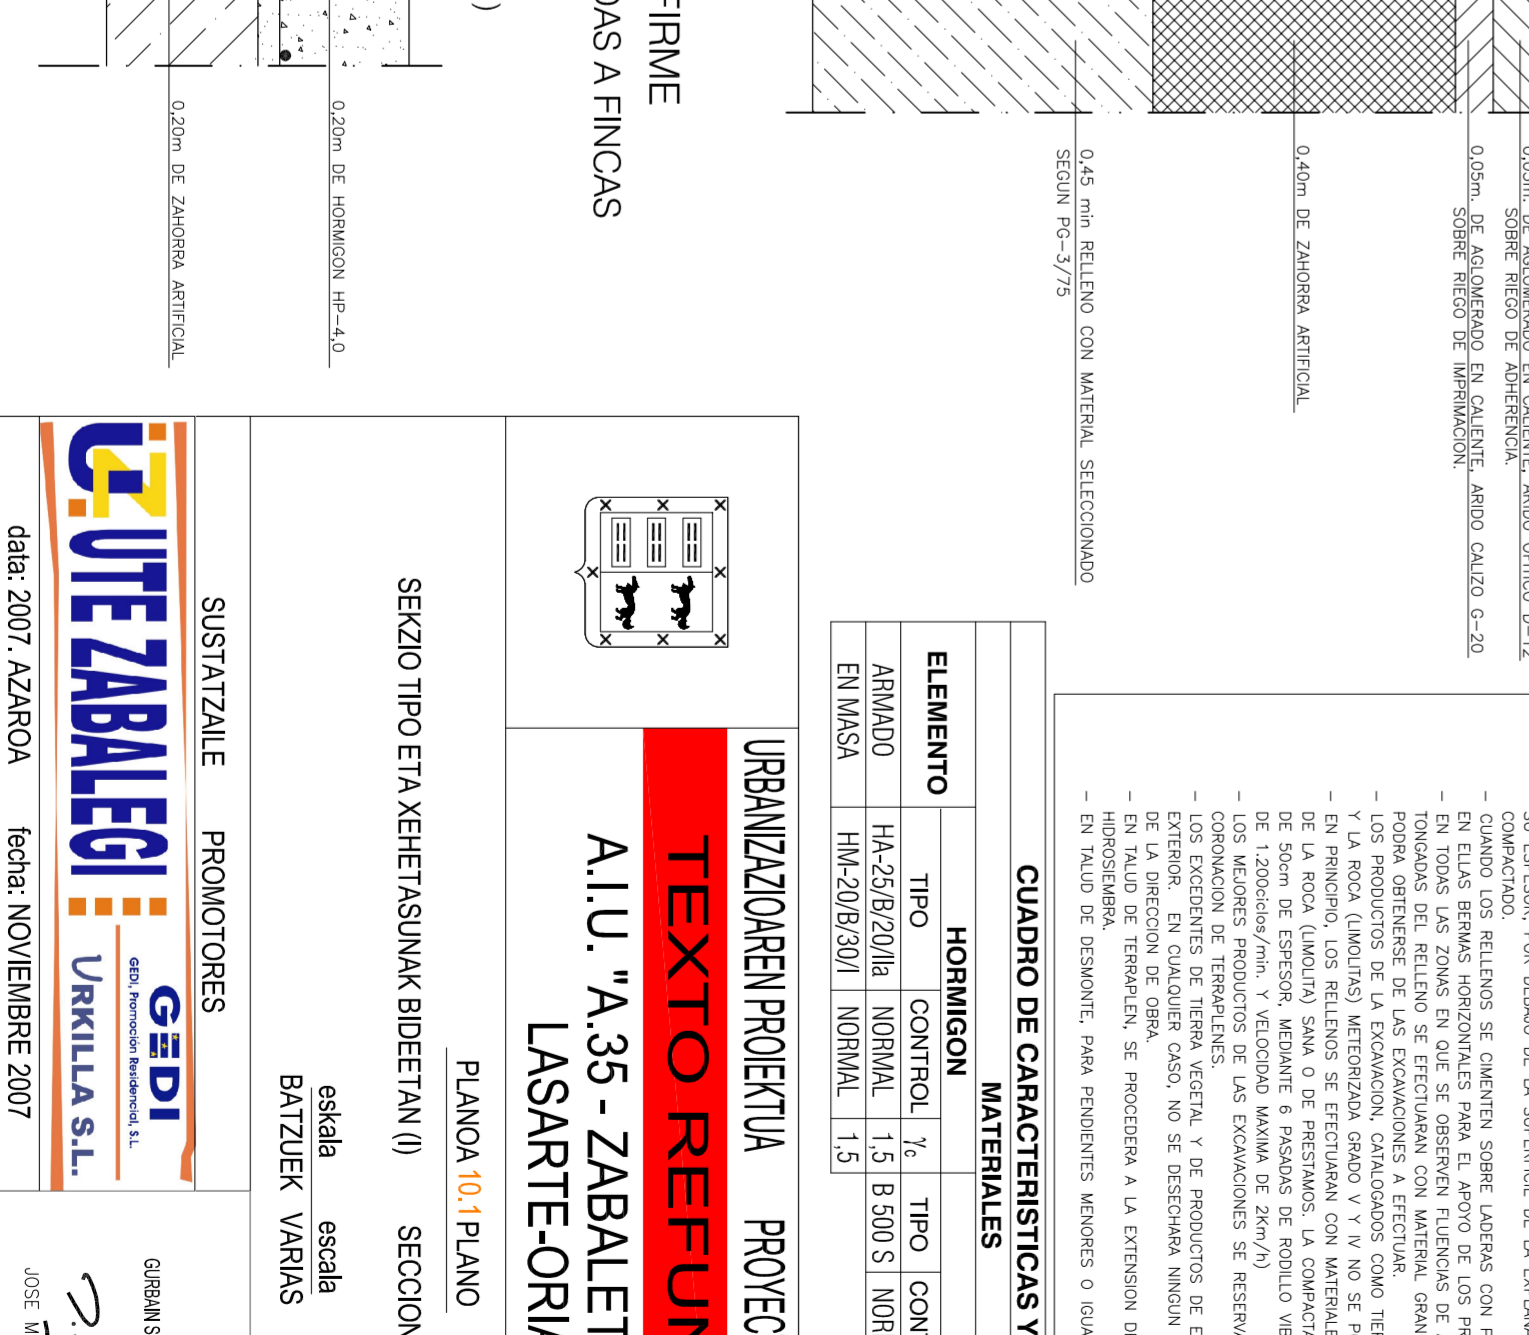 FIRME
DAS A FINCAS
)
SOBRE RIEGO DE ADHERENCIA.
0,05m. DE AGLOMERADO EN CALIENTE, ARIDO CALIZO G-20
SOBRE RIEGO DE IMPRIMACION.
0,40m DE ZAHORRA ARTIFICIAL
0,45 min RELLENO CON MATERIAL SELECCIONADO
SEGUN PG-3/75
0,20m DE HORMIGON HP-4,0
0,20m DE ZAHORRA ARTIFICIAL
COMPACTADO.
- CUANDO LOS RELLENOS SE CIMENTEN SOBRE LADERAS CON
EN ELLAS BERMAS HORIZONTALES PARA EL APOYO DE LOS
- EN TODAS LAS ZONAS EN QUE SE OBSERVEN FLUENCIAS DE
TONGADAS DEL RELLENO SE EFECTUARAN CON MATERIAL GRAN
PODRA OBTENERSE DE LAS EXCAVACIONES A EFECTUAR.
- LOS PRODUCTOS DE LA EXCAVACION, CATALOGADOS COMO TIE
Y LA ROCA (LIMOLITAS) METEORIZADA GRADO V Y IV NO SE
- EN PRINCIPIO, LOS RELLENOS SE EFECTUARAN CON MATERIALE
DE LA ROCA (LIMOLITA) SANA O DE PRESTAMOS. LA COMPACTA
DE 50cm DE ESPESOR, MEDIANTE 6 PASADAS DE RODILLO VIB
DE 1.200ciclos/min. Y VELOCIDAD MAXIMA DE 2Km/h)
- LOS MEJORES PRODUCTOS DE LAS EXCAVACIONES SE RESERV
CORONACION DE TERRAPLENES.
- LOS EXCEDENTES DE TIERRA VEGETAL Y DE PRODUCTOS DE E
EXTERIOR. EN CUALQUIER CASO, NO SE DESECHARA NINGUN
DE LA DIRECCION DE OBRA.
- EN TALUD DE TERRAPLEN, SE PROCEDERA A LA EXTENSION D
HIDROSIEMBRA.
- EN TALUD DE DESMONTE, PARA PENDIENTES MENORES O IGUA
CUADRO DE CARACTERISTICAS Y
MATERIALES
ELEMENTO HORMIGON
TIPO CONTROL γc TIPO CON
ARMADO HA-25/B/20/IIa NORMAL 1,5 B 500 S NOR
EN MASA HM-20/B/30/I NORMAL 1,5
URBANIZAZIOAREN PROIEKTUA PROYEC
TEXTO REFUN
A.I.U. "A.35 - ZABALET
LASARTE-ORIA
PLANOA 10.1 PLANO
SEKZIO TIPO ETA XEHETASUNAK BIDEETAN (I) SECCION
eskala escala
BATZUEK VARIAS
SUSTATZAILE PROMOTORES
UZ UTE ZABALEGI
GEDI
GEDI, Promoción Residencial, S.L.
URKILLA S.L.
data: 2007. AZAROA fecha: NOVIEMBRE 2007
GURBAIN S
JOSE M